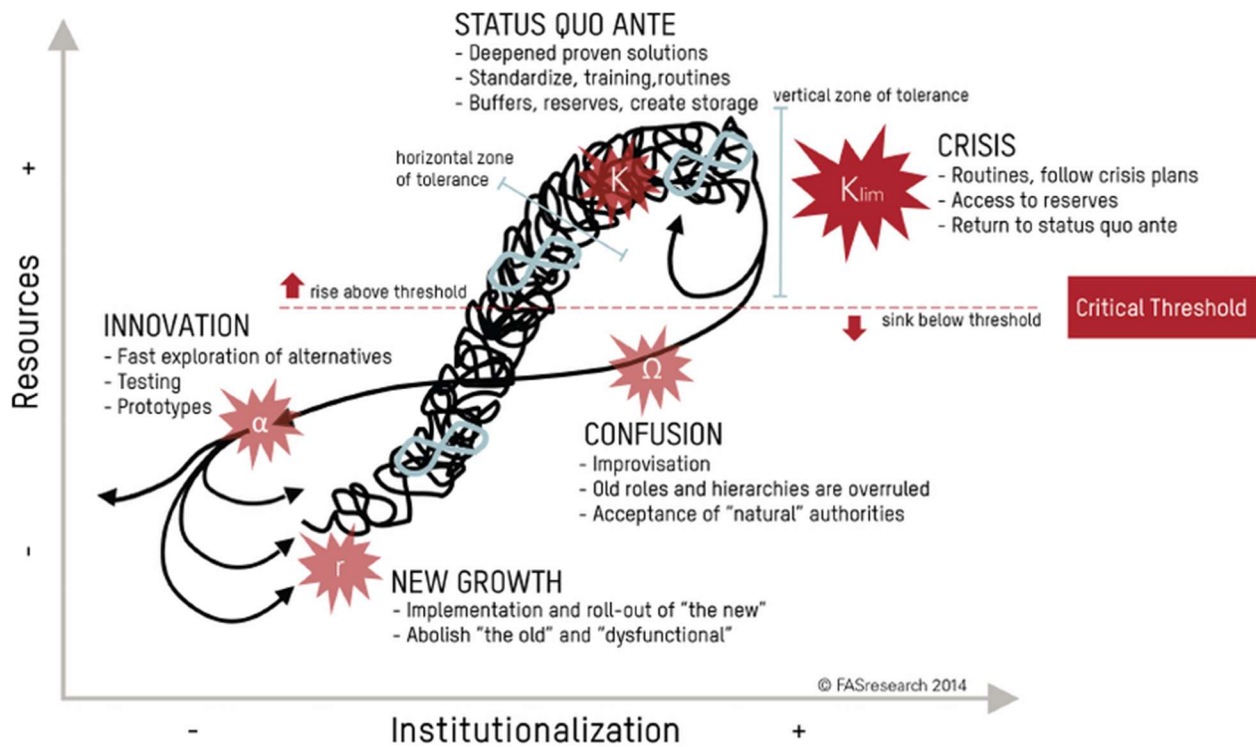 STATUS QUO ANTE
- Deepened proven solutions
- Standardize, training,routines
- Buffers, reserves, create storage
vertical zone of tolerance
+
horizontal zone
of tolerance
K
K lim
CRISIS
- Routines, follow crisis plans
- Access to reserves
- Return to status quo ante
Resources
rise above threshold
Critical Threshold
sink below threshold
INNOVATION
- Fast exploration of alternatives
- Testing
- Prototypes
α
Ω
CONFUSION
- Improvisation
- Old roles and hierarchies are overruled
- Acceptance of "natural" authorities
-
r
NEW GROWTH
- Implementation and roll-out of "the new"
- Abolish "the old" and "dysfunctional"
© FASresearch 2014
- Institutionalization +